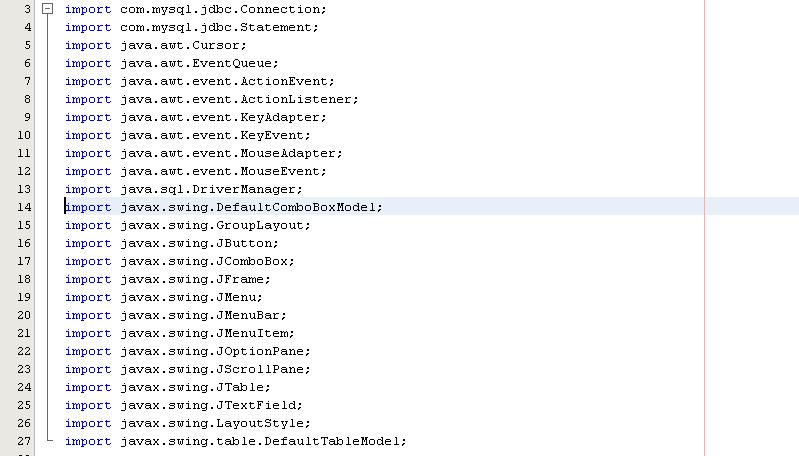 3 import com.mysql.jdbc.Connection;
4 import com.mysql.jdbc.Statement;
5 import java.awt.Cursor;
6 import java.awt.EventQueue;
7 import java.awt.event.ActionEvent;
8 import java.awt.event.ActionListener;
9 import java.awt.event.KeyAdapter;
10 import java.awt.event.KeyEvent;
11 import java.awt.event.MouseAdapter;
12 import java.awt.event.MouseEvent;
13 import java.sql.DriverManager;
14 import javax.swing.DefaultComboBoxModel;
15 import javax.swing.GroupLayout;
16 import javax.swing.JButton;
17 import javax.swing.JComboBox;
18 import javax.swing.JFrame;
19 import javax.swing.JMenu;
20 import javax.swing.JMenuBar;
21 import javax.swing.JMenuItem;
22 import javax.swing.JOptionPane;
23 import javax.swing.JScrollPane;
24 import javax.swing.JTable;
25 import javax.swing.JTextField;
26 import javax.swing.LayoutStyle;
27 import javax.swing.table.DefaultTableModel;